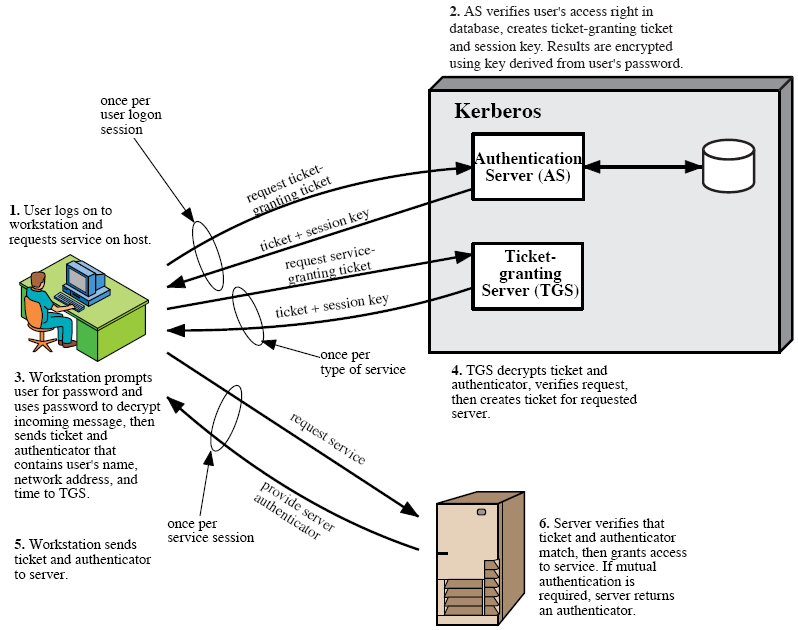 2. AS verifies user's access right in
database, creates ticket-granting ticket
and session key. Results are encrypted
using key derived from user's password.
once per
user logon
session
Kerberos
Authentication
Server (AS)
request ticket-
granting ticket
1. User logs on to
workstation and
requests service on host.
ticket + session key
request service-
granting ticket
Ticket-
granting
Server (TGS)
ticket + session key
once per
type of service
3. Workstation prompts
user for password and
uses password to decrypt
incoming message, then
sends ticket and
authenticator that
contains user's name,
network address, and
time to TGS.
4. TGS decrypts ticket and
authenticator, verifies request,
then creates ticket for requested
server.
request service
provide server
authenticator
once per
service session
5. Workstation sends
ticket and authenticator
to server.
6. Server verifies that
ticket and authenticator
match, then grants access
to service. If mutual
authentication is
required, server returns
an authenticator.